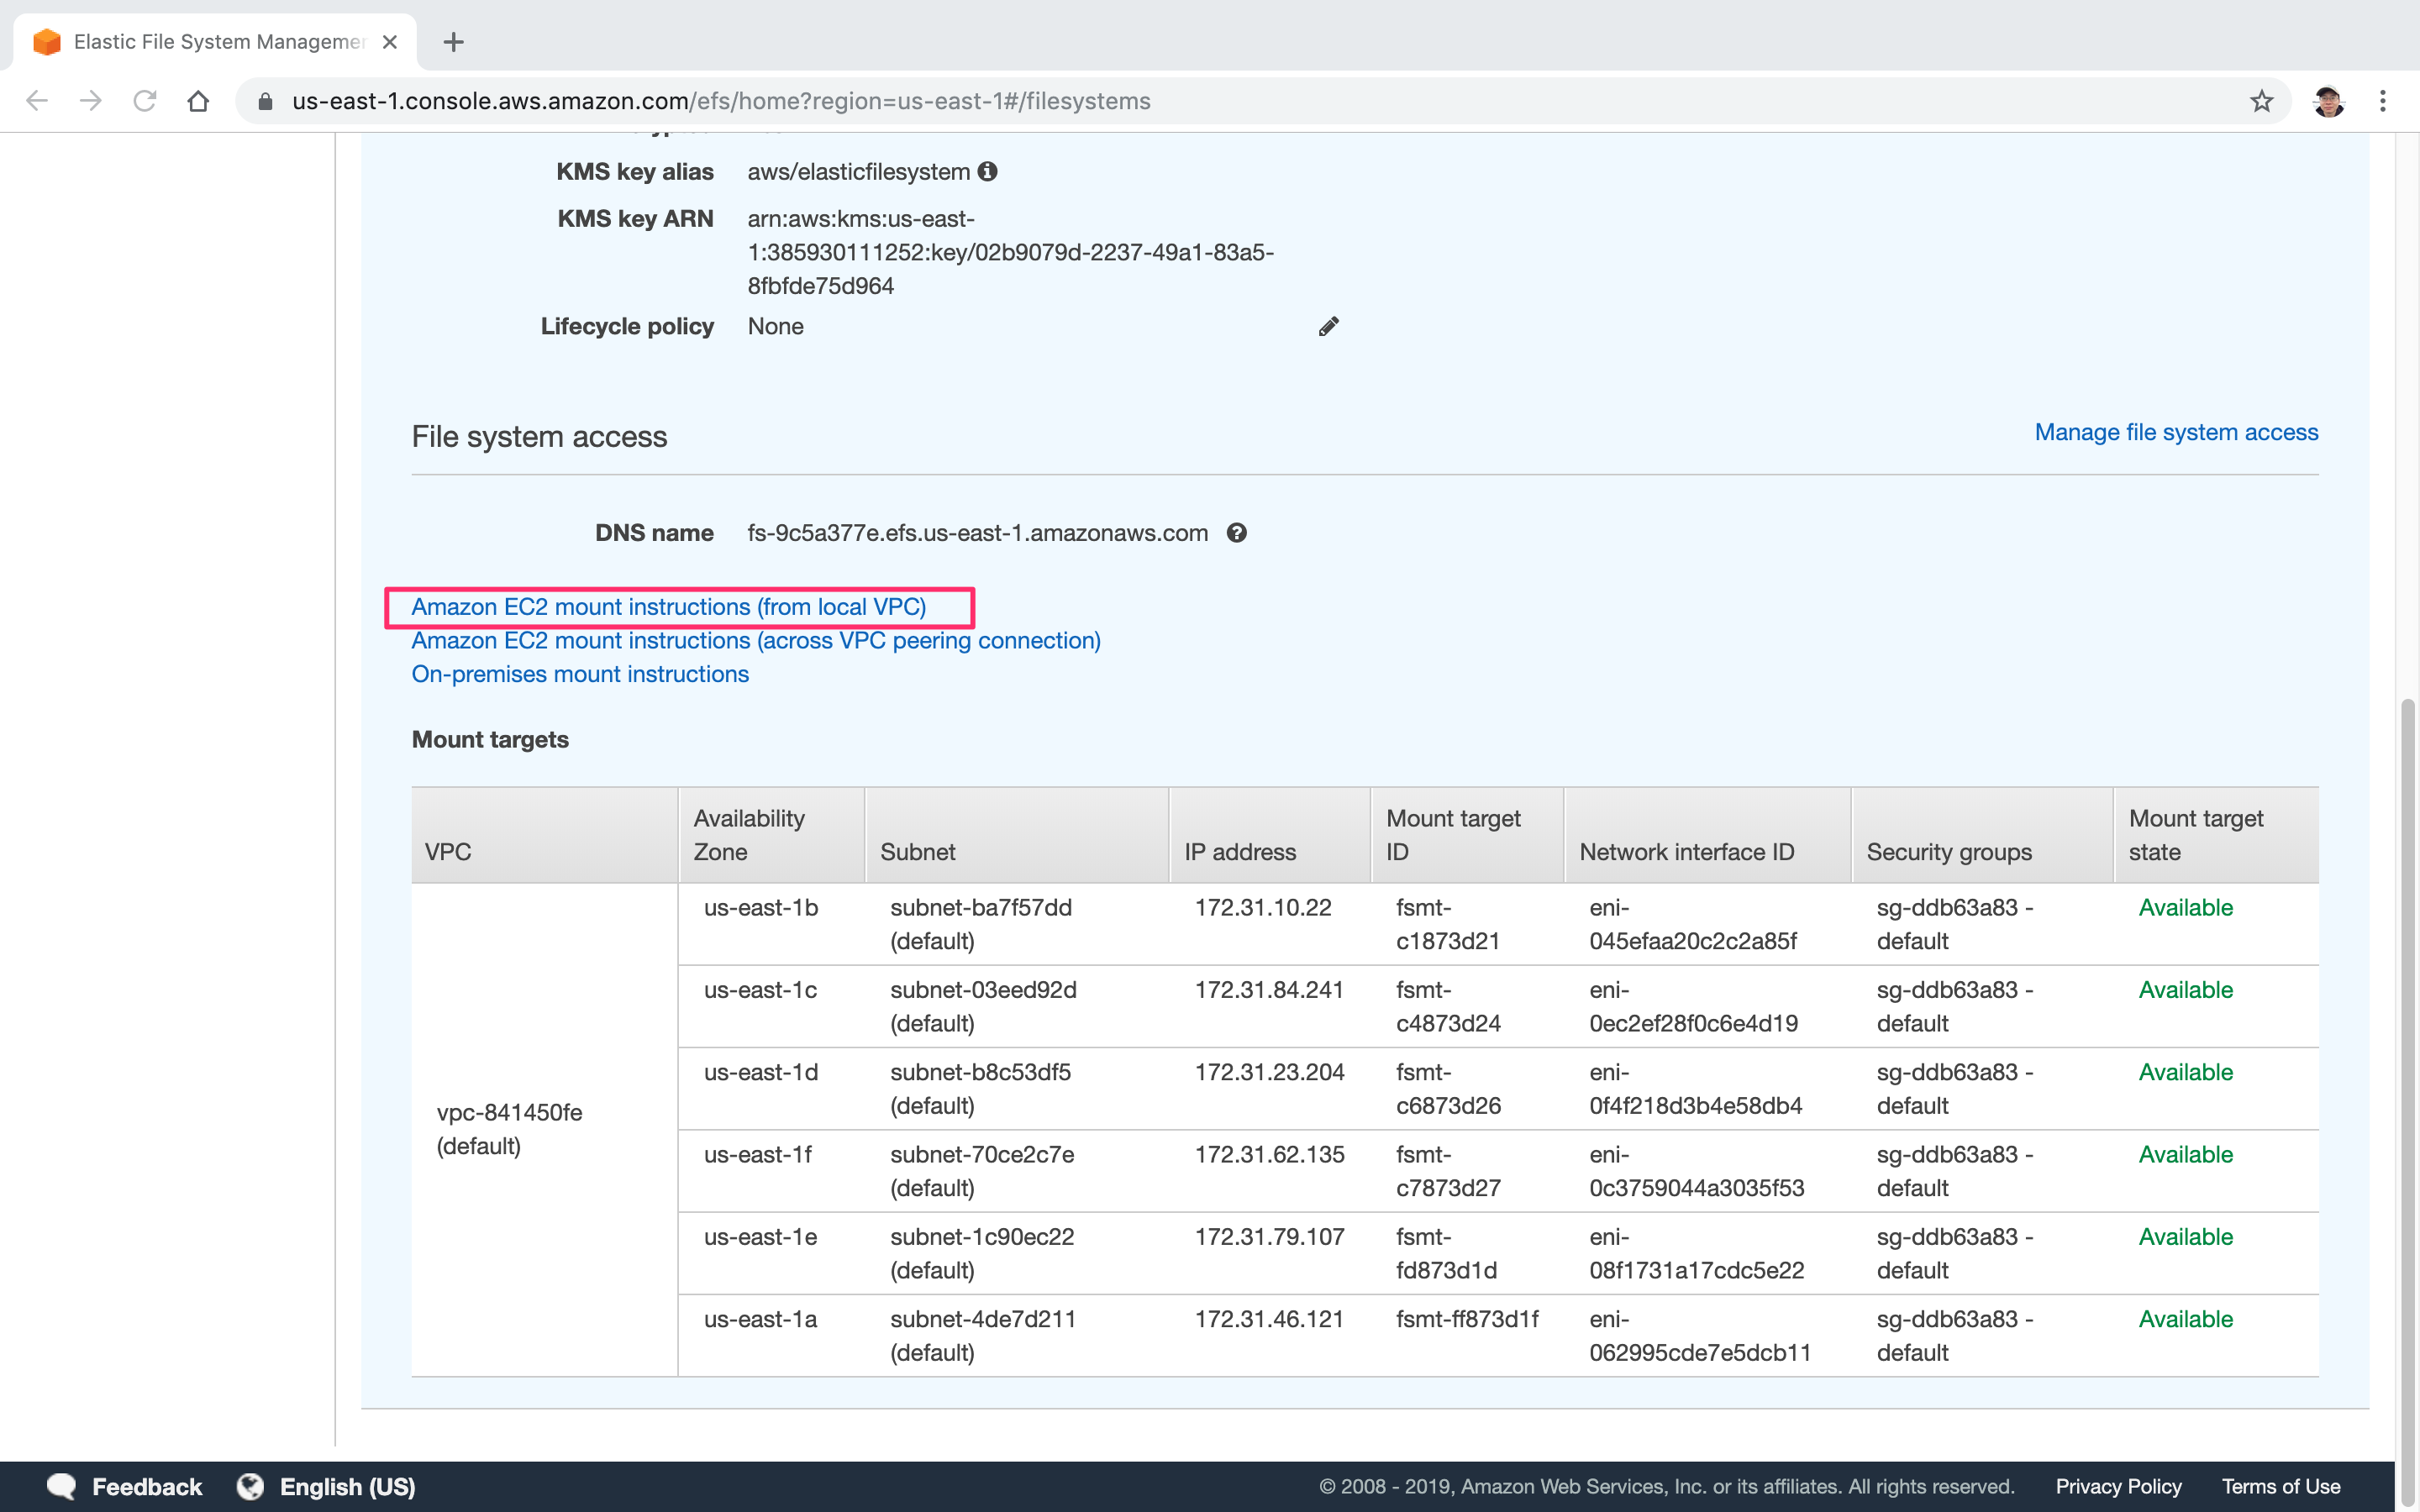 Elastic File System Managemen
us-east-1.console.aws.amazon.com/efs/home?region=us-east-1#/filesystems
KMS key alias aws/elasticfilesystem
KMS key ARN arn:aws:kms:us-east-
1:385930111252:key/02b9079d-2237-49a1-83a5-
8fbfde75d964
Lifecycle policy None
File system access Manage file system access
DNS name fs-9c5a377e.efs.us-east-1.amazonaws.com
Amazon EC2 mount instructions (from local VPC)
Amazon EC2 mount instructions (across VPC peering connection)
On-premises mount instructions
Mount targets
VPC Availability Zone Subnet IP address Mount target ID Network interface ID Security groups Mount target state
vpc-841450fe
(default)
us-east-1b subnet-ba7f57dd 172.31.10.22 fsmt- eni- sg-ddb63a83 - Available
(default) c1873d21 045efaa20c2c2a85f default
us-east-1c subnet-03eed92d 172.31.84.241 fsmt- eni- sg-ddb63a83 - Available
(default) c4873d24 0ec2ef28f0c6e4d19 default
us-east-1d subnet-b8c53df5 172.31.23.204 fsmt- eni- sg-ddb63a83 - Available
(default) c6873d26 0f4f218d3b4e58db4 default
us-east-1f subnet-70ce2c7e 172.31.62.135 fsmt- eni- sg-ddb63a83 - Available
(default) c7873d27 0c3759044a3035f53 default
us-east-1e subnet-1c90ec22 172.31.79.107 fsmt- eni- sg-ddb63a83 - Available
(default) fd873d1d 08f1731a17cdc5e22 default
us-east-1a subnet-4de7d211 172.31.46.121 fsmt-ff873d1f eni- sg-ddb63a83 - Available
(default) 062995cde7e5dcb11 default
Feedback English (US) © 2008 - 2019, Amazon Web Services, Inc. or its affiliates. All rights reserved. Privacy Policy Terms of Use